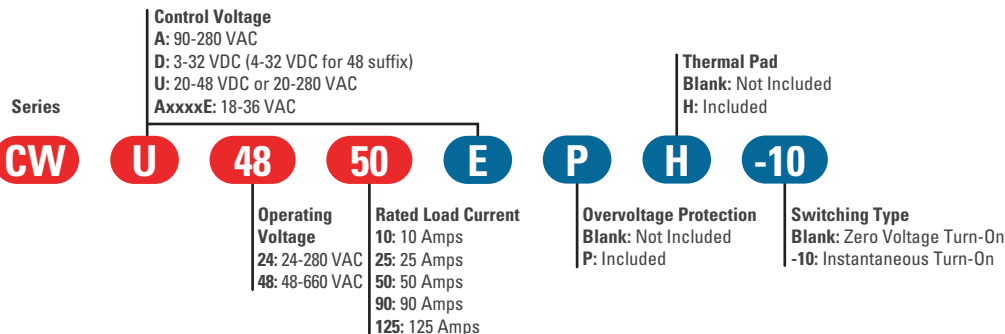 Control Voltage
A: 90-280 VAC
D: 3-32 VDC (4-32 VDC for 48 suffix)
U: 20-48 VDC or 20-280 VAC
AxxxxE: 18-36 VAC
Thermal Pad
Blank: Not Included
H: Included
Series
CW U 48 50 E P H -10
Operating
Voltage
24: 24-280 VAC
48: 48-660 VAC
Rated Load Current
10: 10 Amps
25: 25 Amps
50: 50 Amps
90: 90 Amps
125: 125 Amps
Overvoltage Protection
Blank: Not Included
P: Included
Switching Type
Blank: Zero Voltage Turn-On
-10: Instantaneous Turn-On